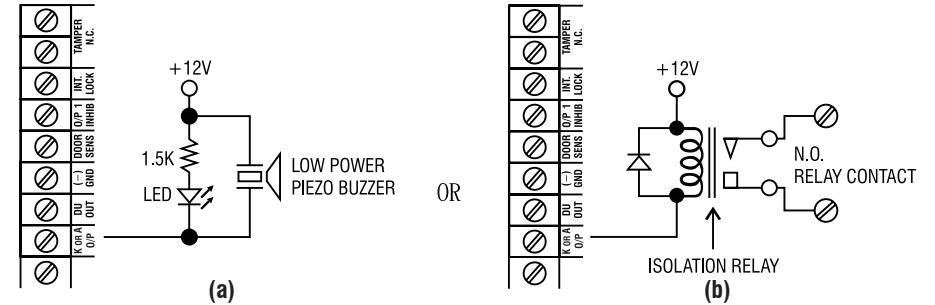 TAMPER
N.C.
INT.
LOCK
O/P 1
INHIB
DOOR
SENS
(−)
GND
DU
OUT
K OR A
O/P
+12V
1.5K
LED
LOW POWER
PIEZO BUZZER
(a)
OR
TAMPER
N.C.
INT.
LOCK
O/P 1
INHIB
DOOR
SENS
(−)
GND
DU
OUT
K OR A
O/P
+12V
N.O.
RELAY CONTACT
ISOLATION RELAY
(b)